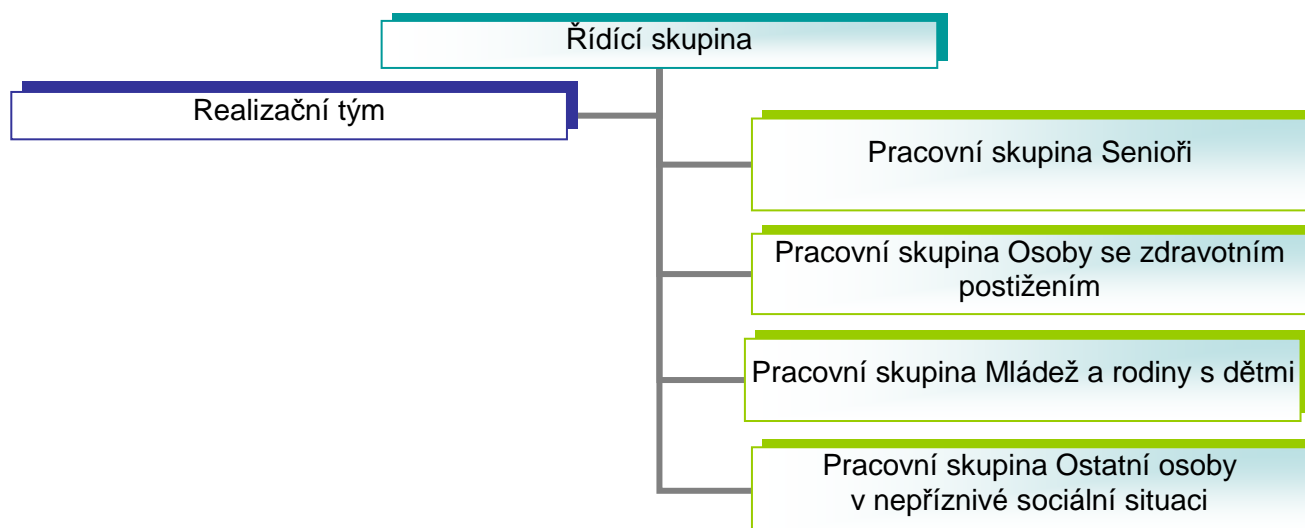 Řídící skupina
Realizační tým
Pracovní skupina Senioři
Pracovní skupina Osoby se zdravotním
postižením
Pracovní skupina Mládež a rodiny s dětmi
Pracovní skupina Ostatní osoby
v nepříznivé sociální situaci